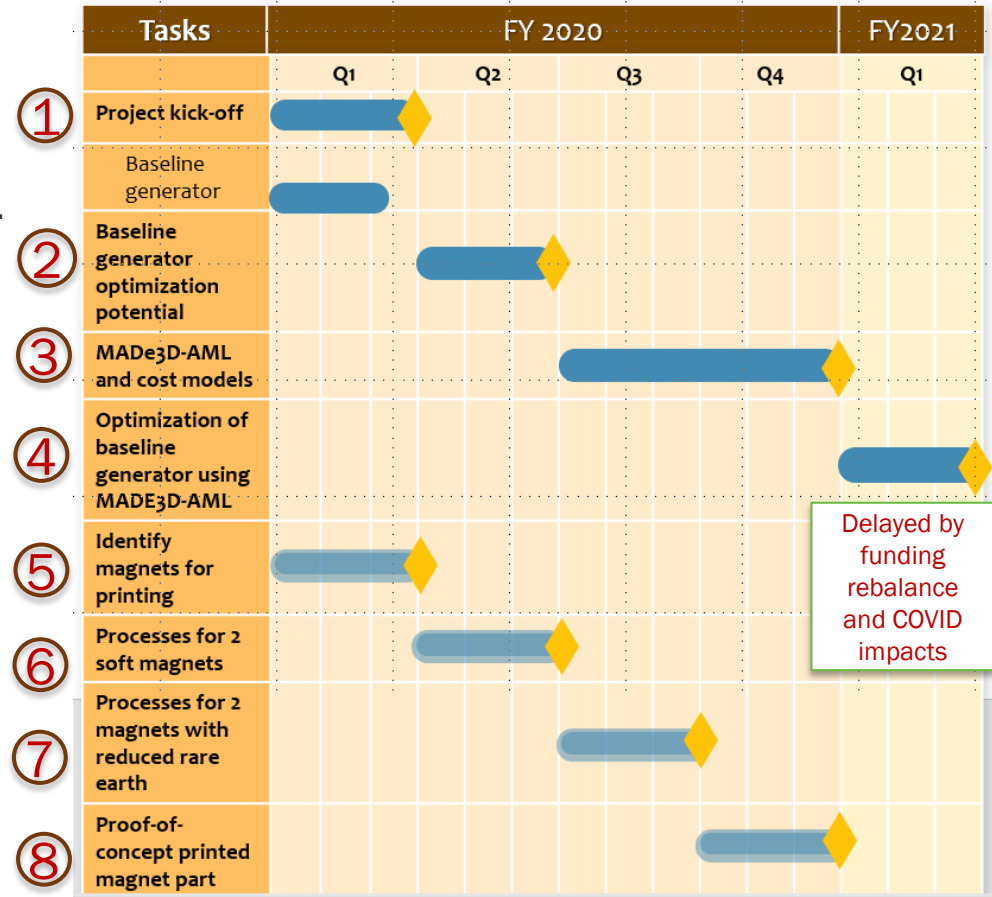 Tasks FY 2020 FY2021
Q1 Q2 Q3 Q4 Q1
1 Project kick-off
Baseline
generator
2 Baseline
generator
optimization
potential
3 MADe3D-AML
and cost models
4 Optimization of
baseline
generator using
MADE3D-AML
Delayed by
funding
rebalance
and COVID
impacts
5 Identify
magnets for
printing
6 Processes for 2
soft magnets
7 Processes for 2
magnets with
reduced rare
earth
8 Proof-of-
concept printed
magnet part